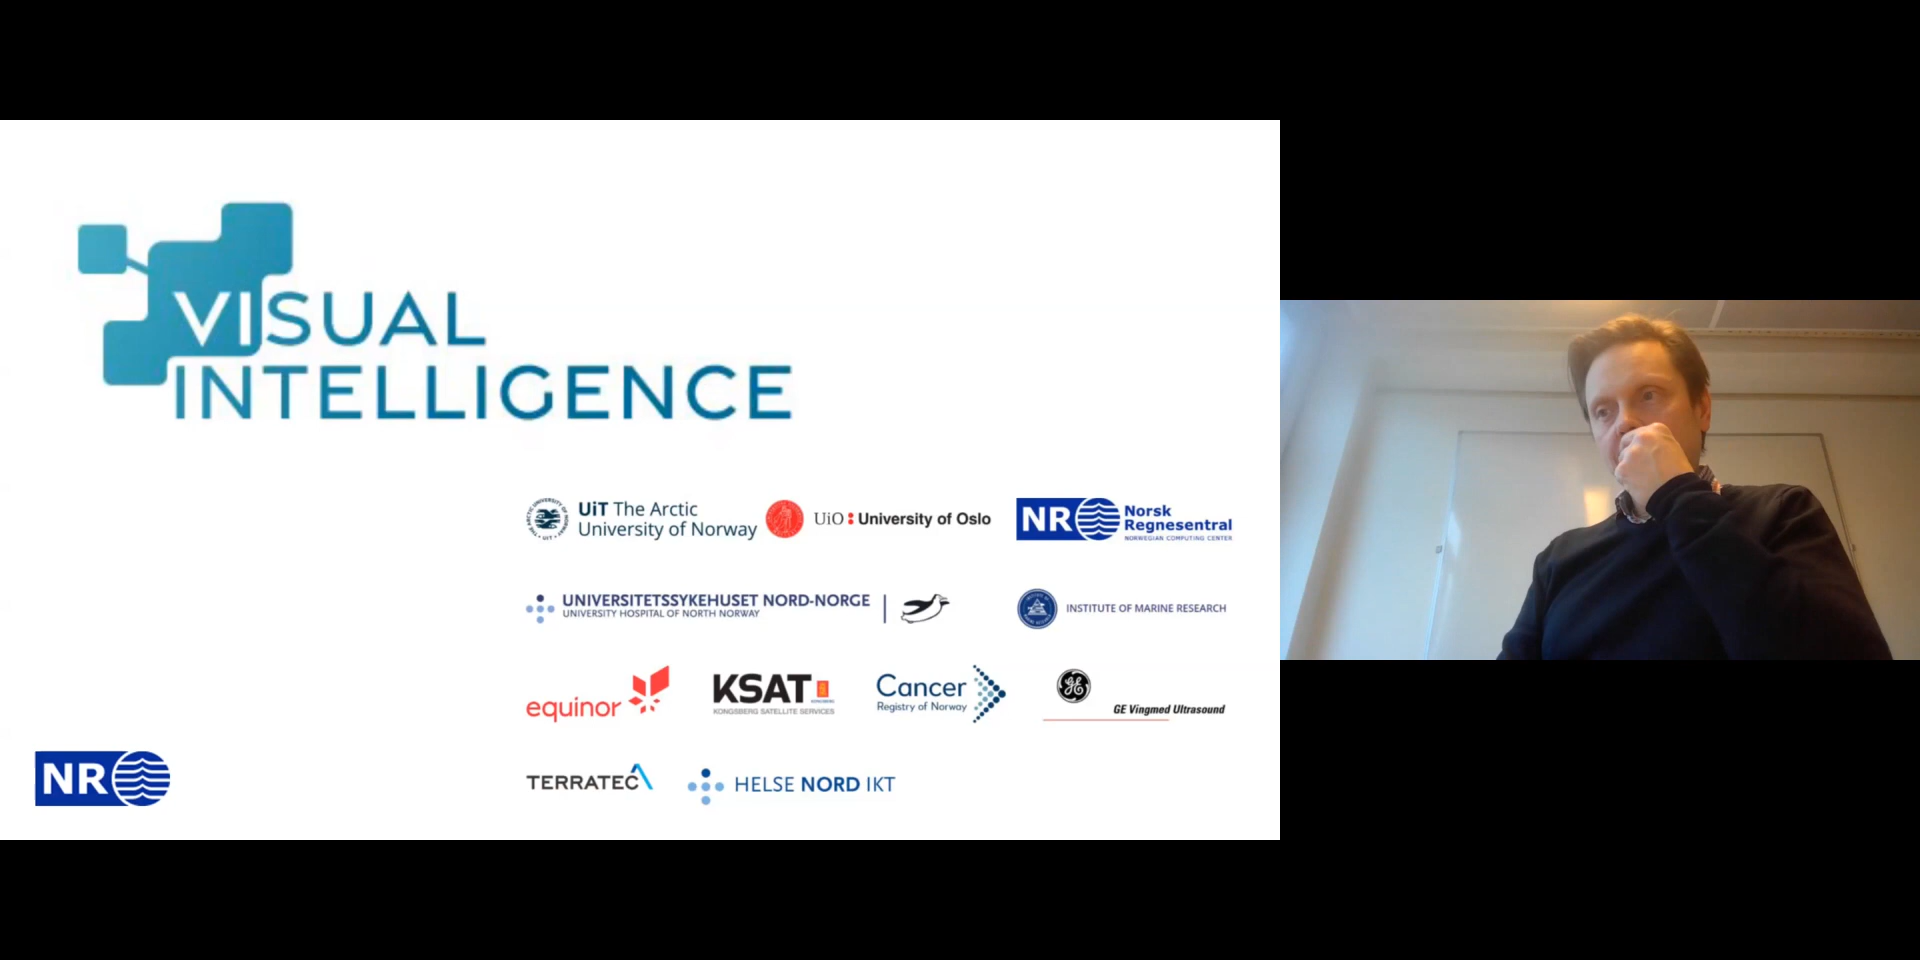 VISUAL
INTELLIGENCE
UiT The Arctic
University of Norway
UiO : University of Oslo
NR
Norsk
Regnesentral
NORWEGIAN COMPUTING CENTER
UNIVERSITETSSYKEHUSET NORD-NORGE
UNIVERSITY HOSPITAL OF NORTH NORWAY
INSTITUTE OF MARINE RESEARCH
equinor
KSAT
KONGSBERG
KONGSBERG SATELLITE SERVICES
Cancer
Registry of Norway
GE
GE Vingmed Ultrasound
TERRATEC
HELSE NORD IKT
NR